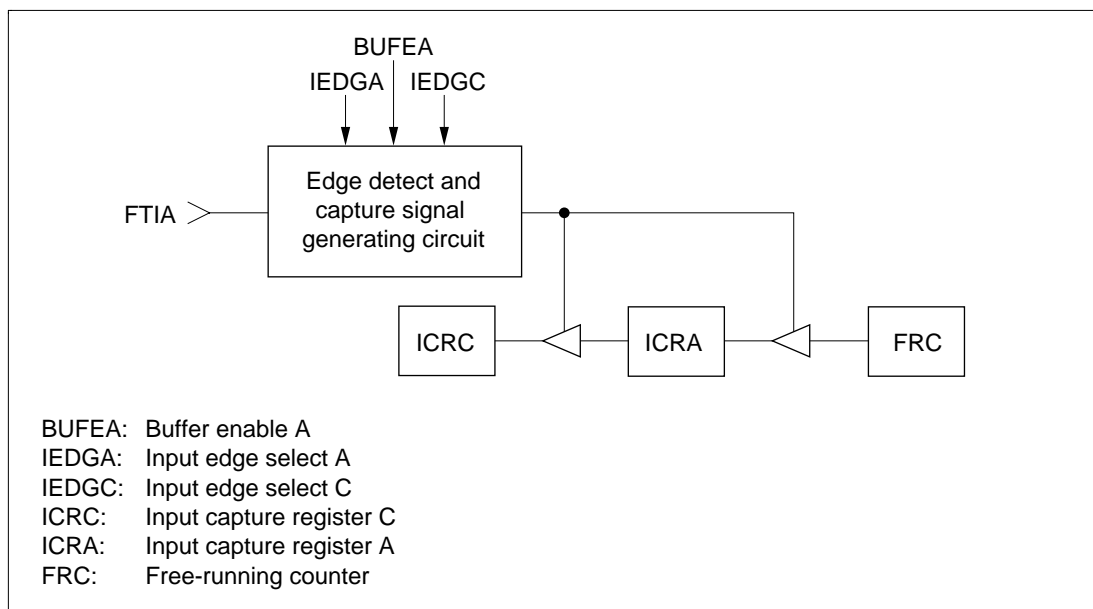 BUFEA
IEDGA IEDGC
Edge detect and
capture signal
generating circuit
FTIA
ICRC ICRA FRC
BUFEA: Buffer enable A
IEDGA: Input edge select A
IEDGC: Input edge select C
ICRC: Input capture register C
ICRA: Input capture register A
FRC: Free-running counter